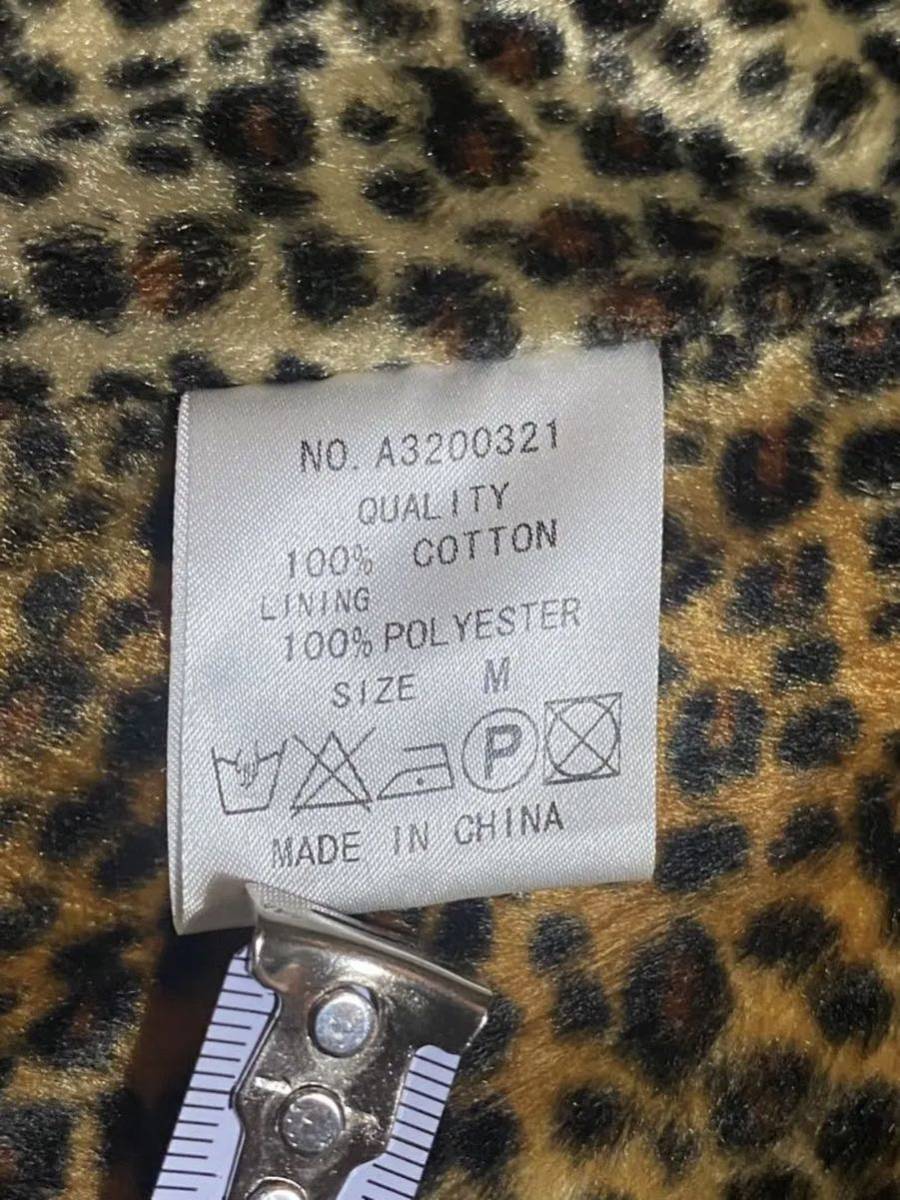 NO. A3200321
QUALITY
100% COTTON
LINING
100% POLYESTER
SIZE M
P
MADE IN CHINA